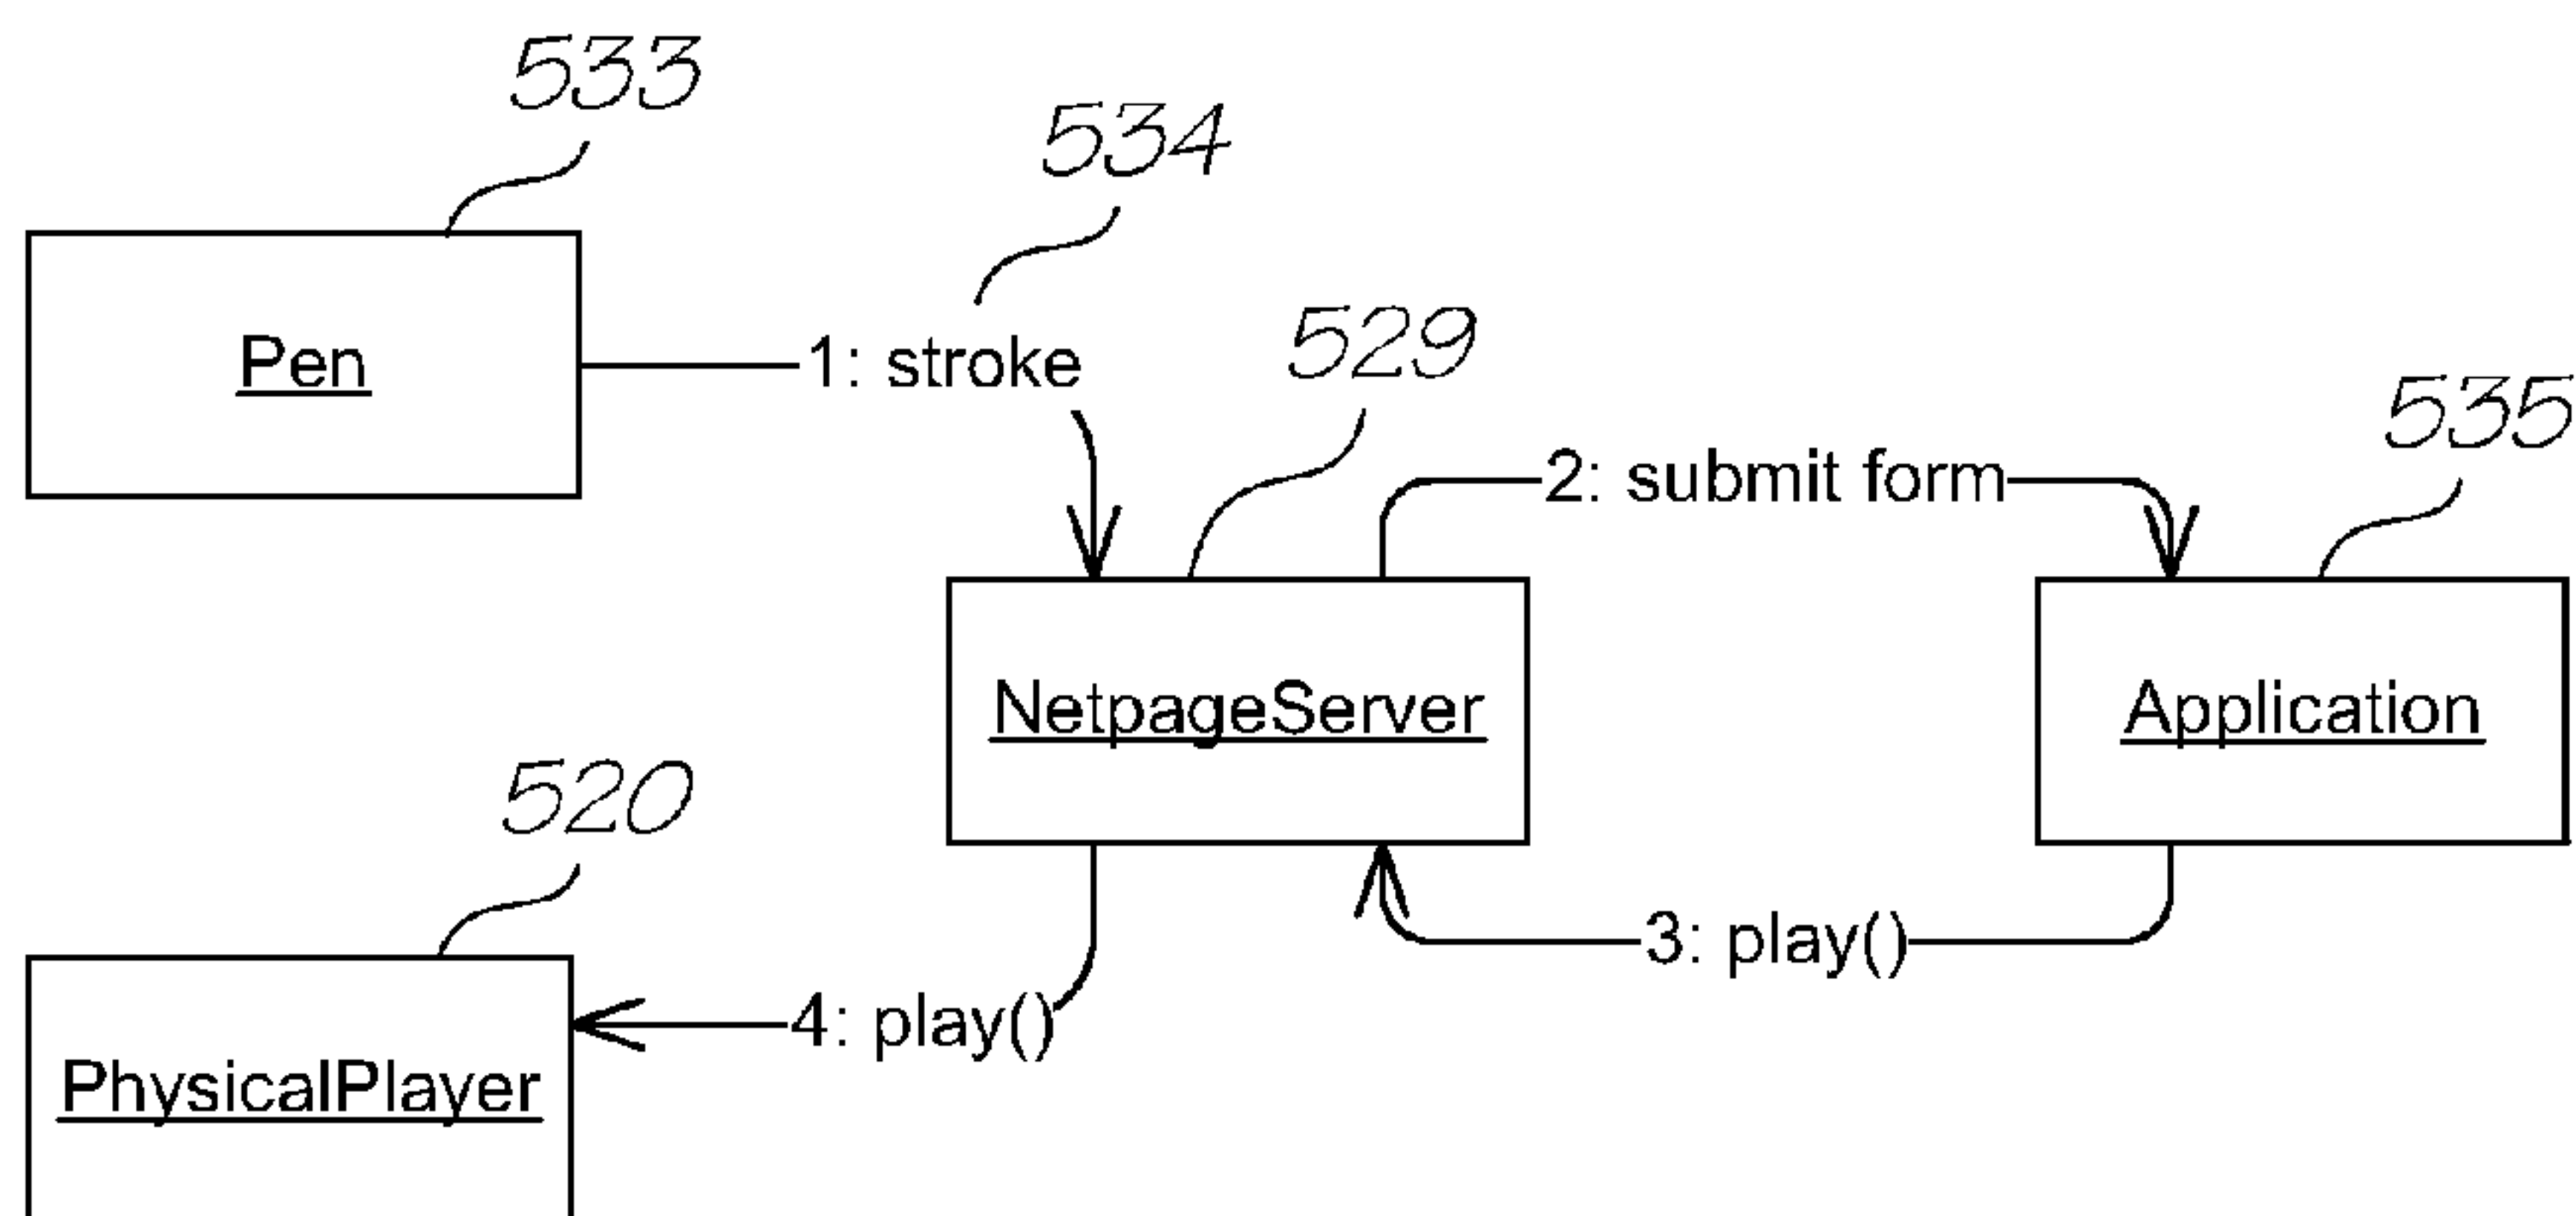 533
534
Pen
1: stroke
529
535
2: submit form
NetpageServer
Application
520
3: play()
4: play()
PhysicalPlayer